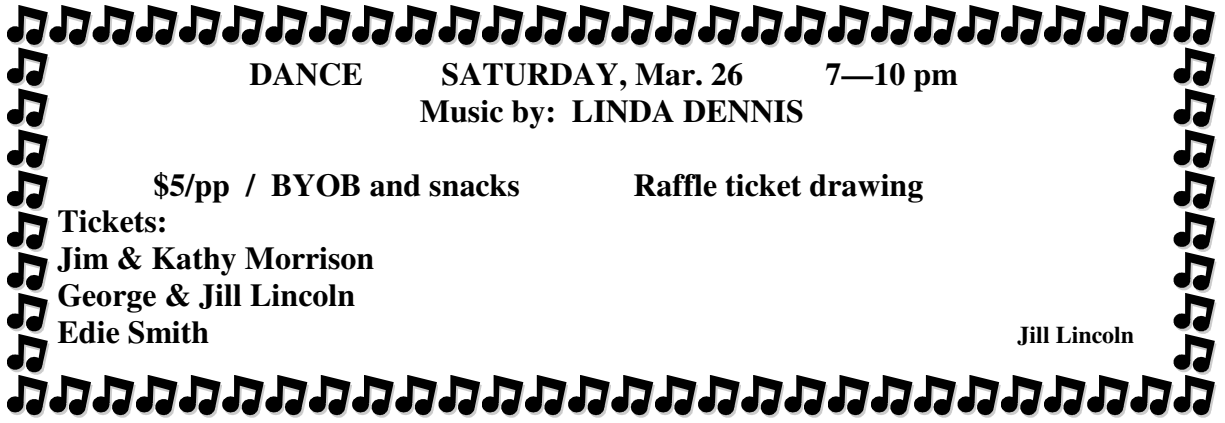 DANCE SATURDAY, Mar. 26 7—10 pm
Music by: LINDA DENNIS
$5/pp / BYOB and snacks Raffle ticket drawing
Tickets:
Jim & Kathy Morrison
George & Jill Lincoln
Edie Smith Jill Lincoln